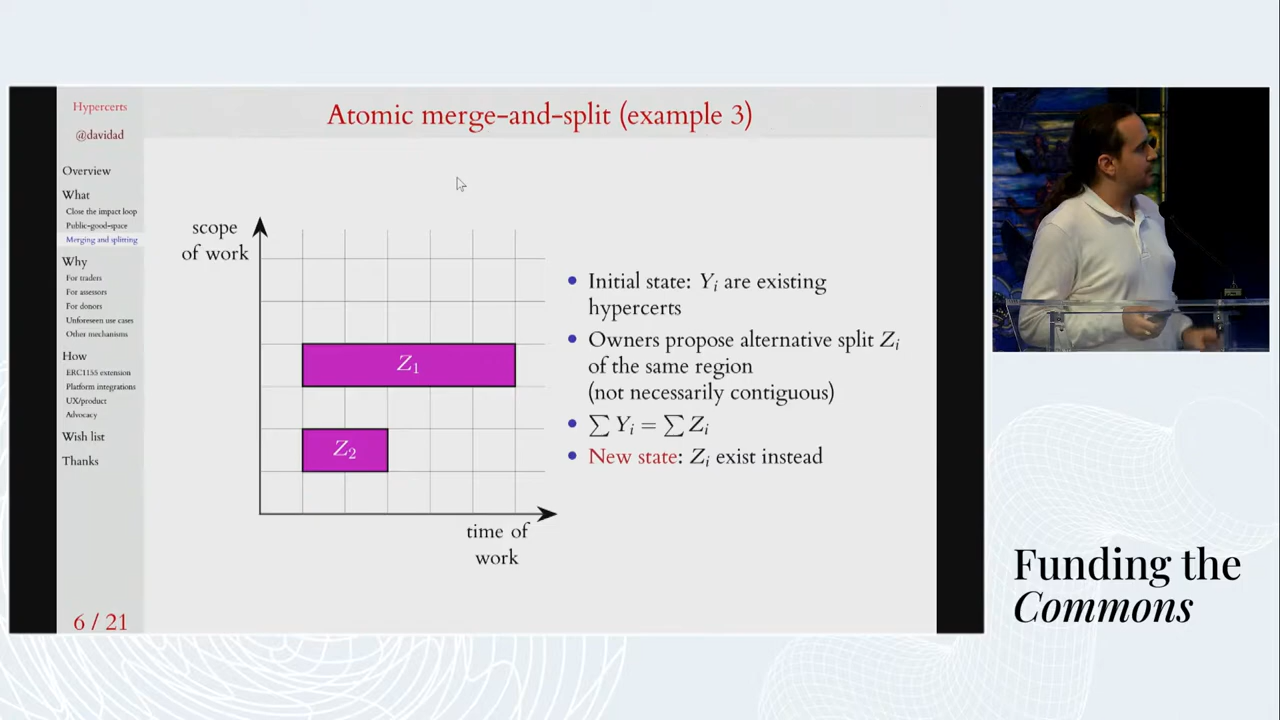 Hypercerts
@davidad
Overview
What
Close the impact loop
Public-good-space
Merging and splitting
Why
For traders
For assessors
For donors
Unforeseen use cases
Other mechanisms
How
ERC1155 extension
Platform integrations
UX/product
Advocacy
Wish list
Thanks
6 / 21
Atomic merge-and-split (example 3)
scope
of work
Z₁
Z₂
time of
work
• Initial state: Yᵢ are existing
hypercerts
• Owners propose alternative split Zᵢ
of the same region
(not necessarily contiguous)
• ∑ Yᵢ = ∑ Zᵢ
• New state: Zᵢ exist instead
Funding the
Commons